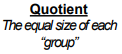 Quotient
The equal size of each
“group”